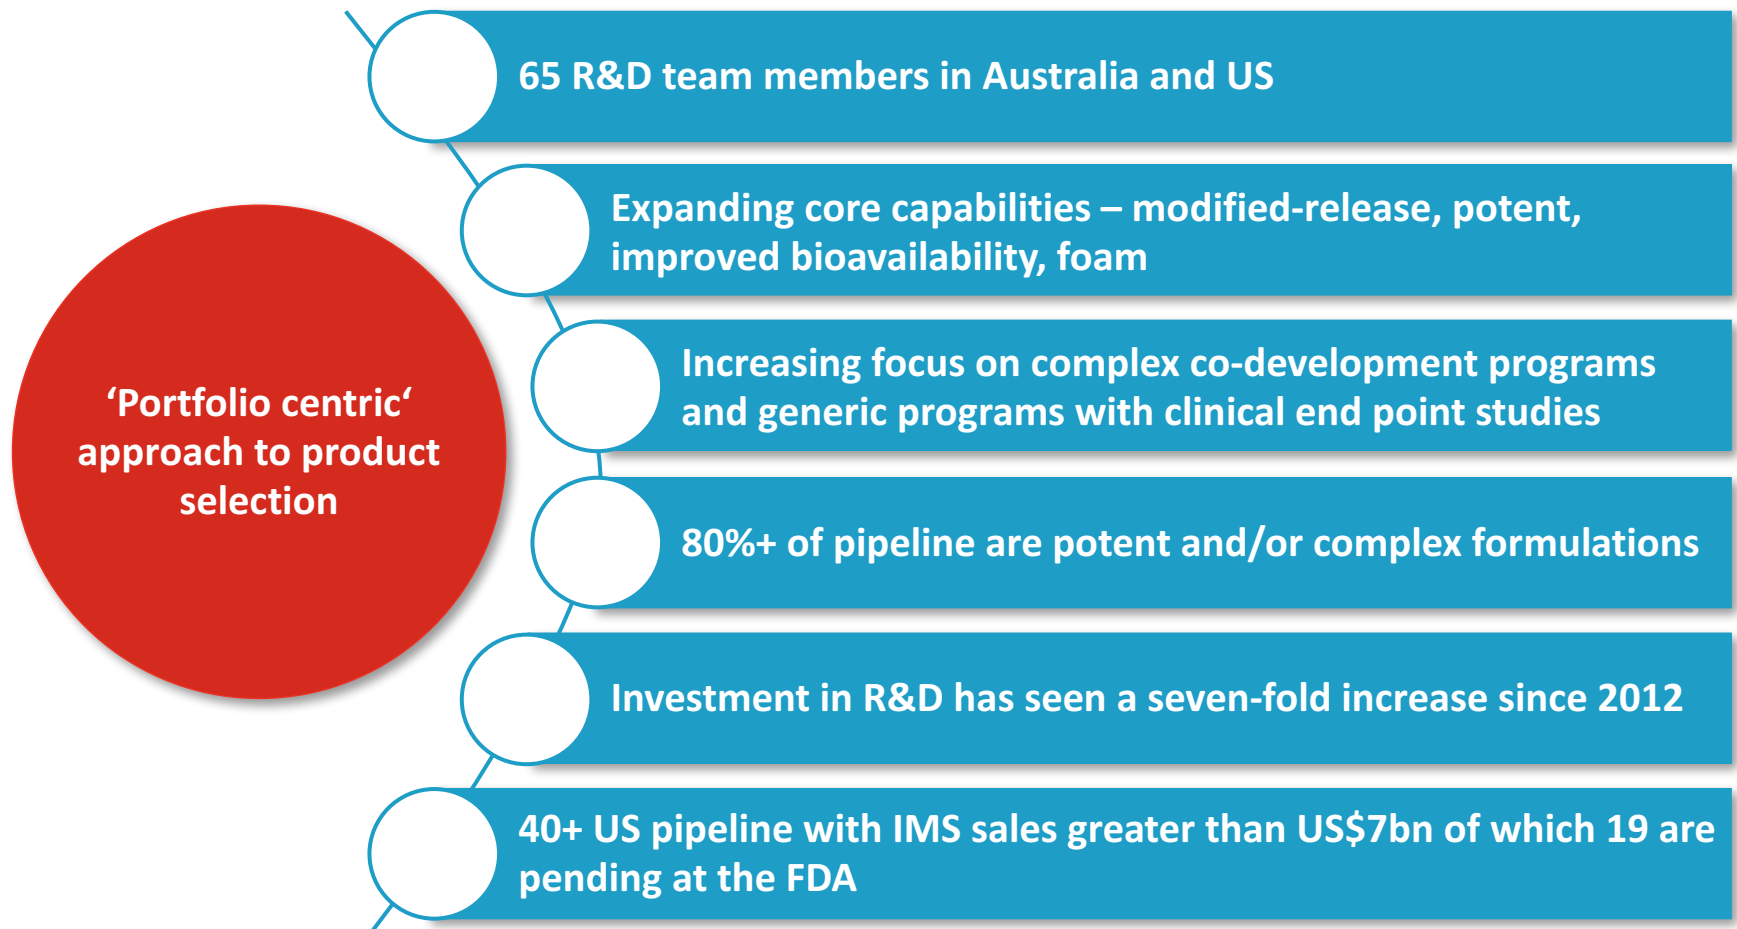 65 R&D team members in Australia and US
Expanding core capabilities – modified-release, potent,
improved bioavailability, foam
‘Portfolio centric‘
approach to product
selection
Increasing focus on complex co-development programs
and generic programs with clinical end point studies
80%+ of pipeline are potent and/or complex formulations
Investment in R&D has seen a seven-fold increase since 2012
40+ US pipeline with IMS sales greater than US$7bn of which 19 are
pending at the FDA